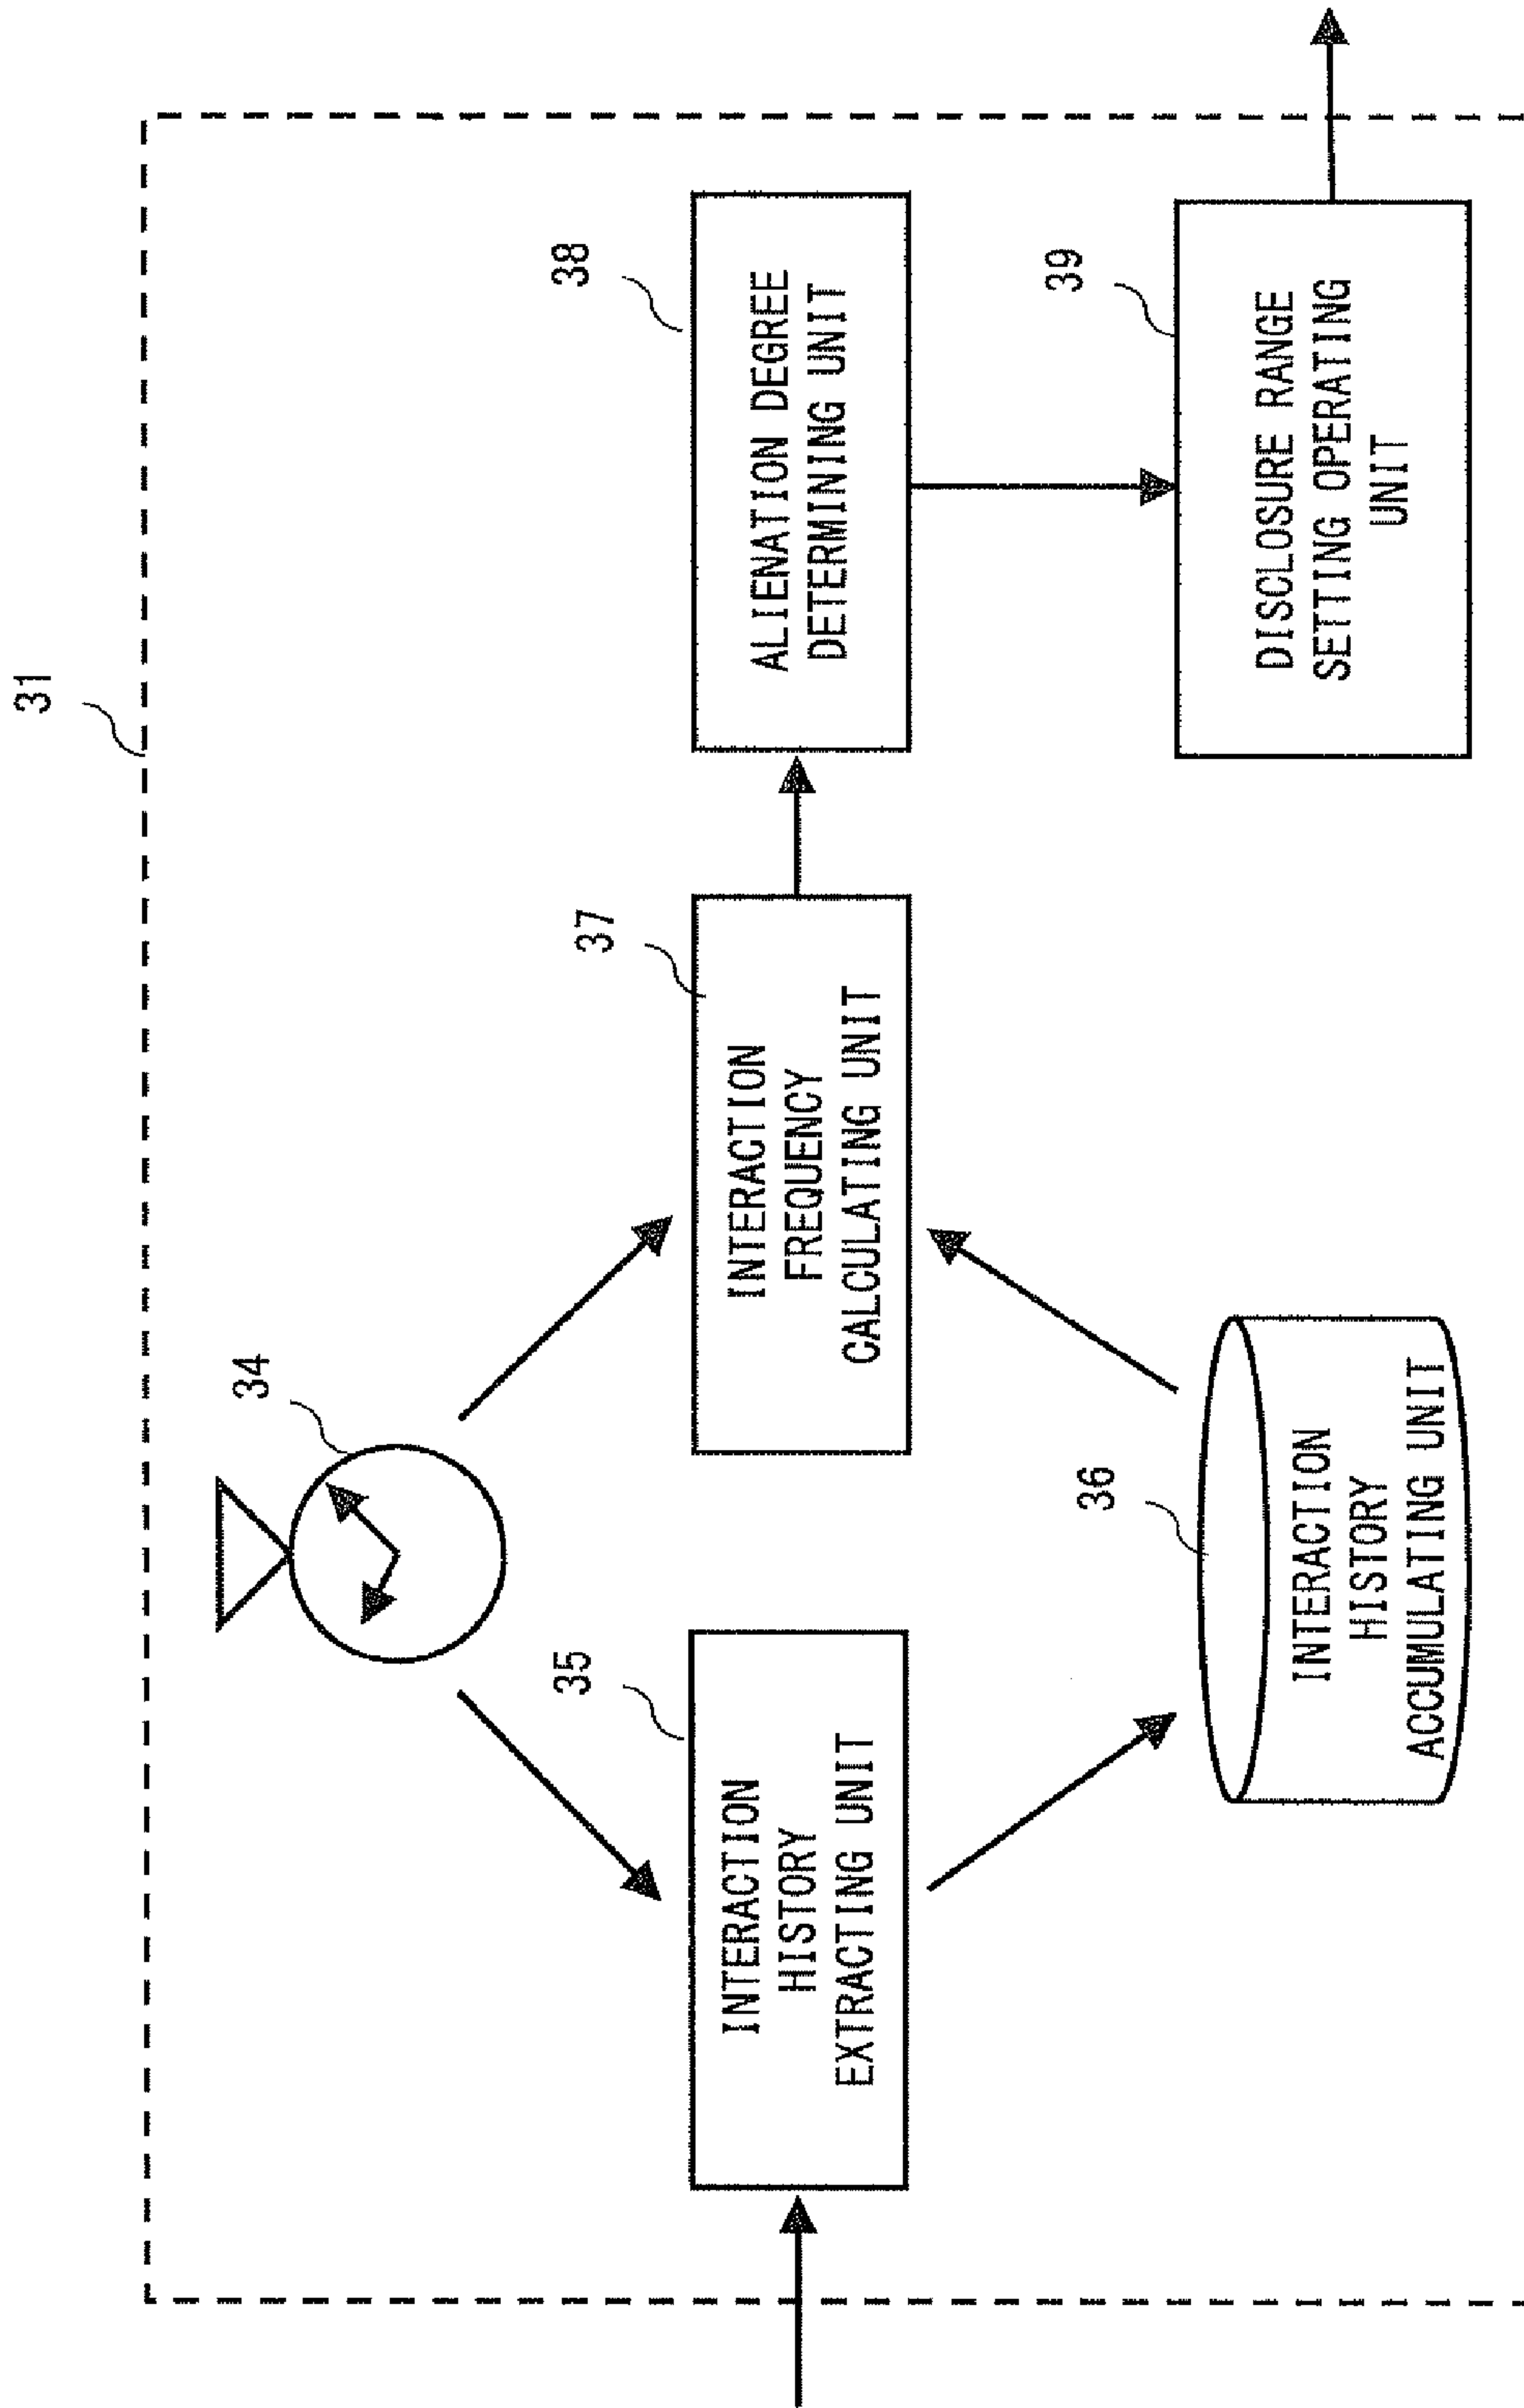 31
34
35
INTERACTION
HISTORY
EXTRACTING UNIT
36
INTERACTION
HISTORY
ACCUMULATING UNIT
37
INTERACTION
FREQUENCY
CALCULATING UNIT
38
ALIENATION DEGREE
DETERMINING UNIT
39
DISCLOSURE RANGE
SETTING OPERATING
UNIT